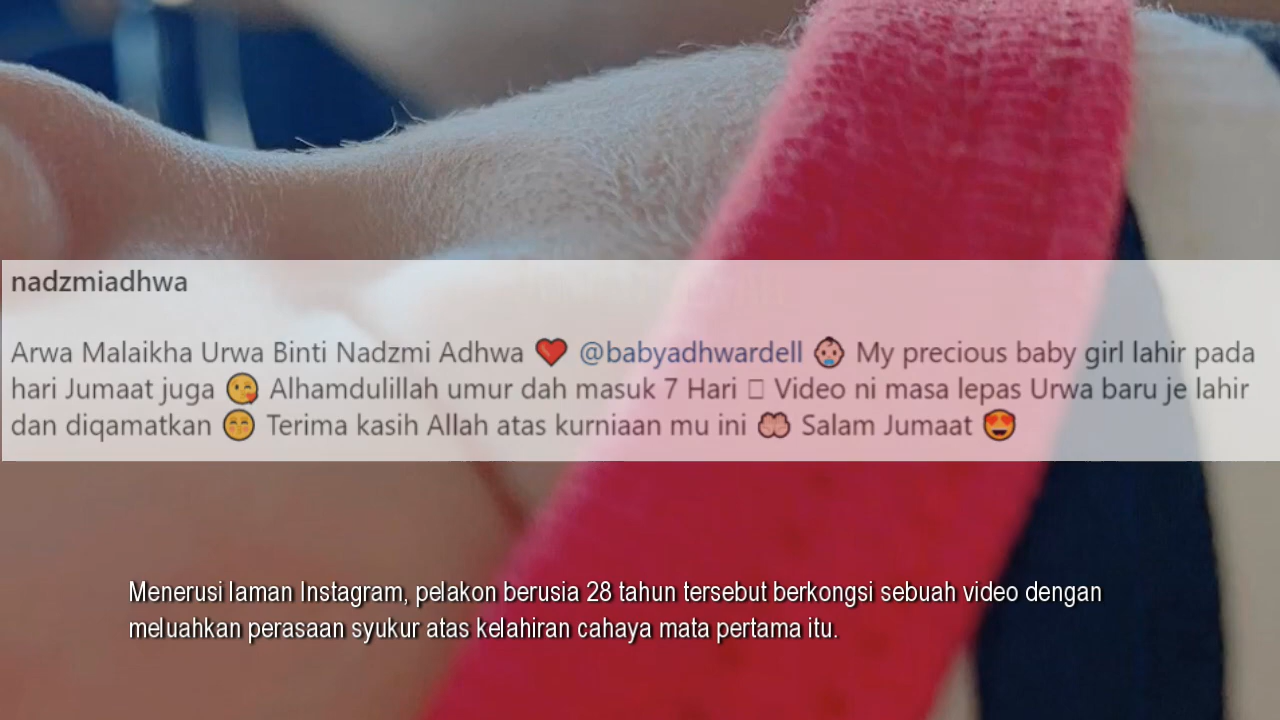 nadzmiadhwa
Arwa Malaikha Urwa Binti Nadzmi Adhwa ❤️ @babyadhwardell 👶 My precious baby girl lahir pada
hari Jumaat juga 😘 Alhamdulillah umur dah masuk 7 Hari Video ni masa lepas Urwa baru je lahir
dan diqamatkan 😚 Terima kasih Allah atas kurniaan mu ini 🤲 Salam Jumaat 😍
Menerusi laman Instagram, pelakon berusia 28 tahun tersebut berkongsi sebuah video dengan
meluahkan perasaan syukur atas kelahiran cahaya mata pertama itu.